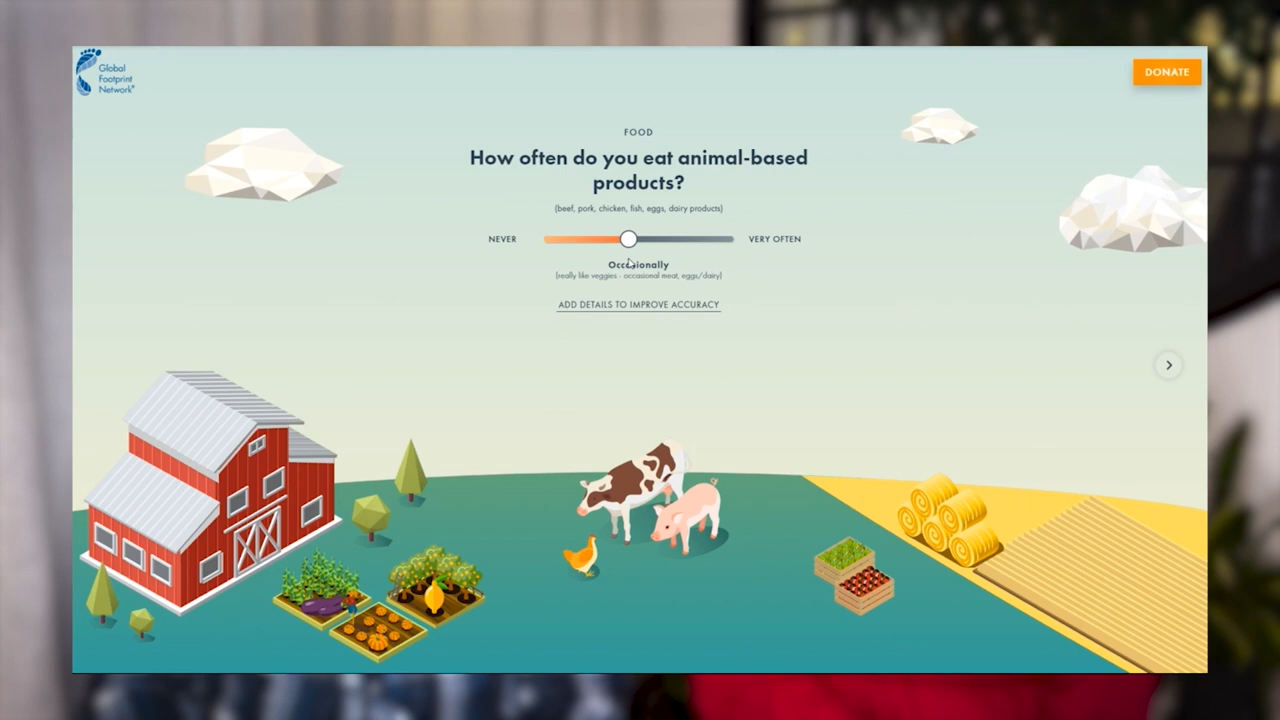 Global
Footprint
Network®
DONATE
FOOD
How often do you eat animal-based
products?
(beef, pork, chicken, fish, eggs, dairy products)
NEVER
VERY OFTEN
Occasionally
(really like veggies - occasional meat, eggs/dairy)
ADD DETAILS TO IMPROVE ACCURACY